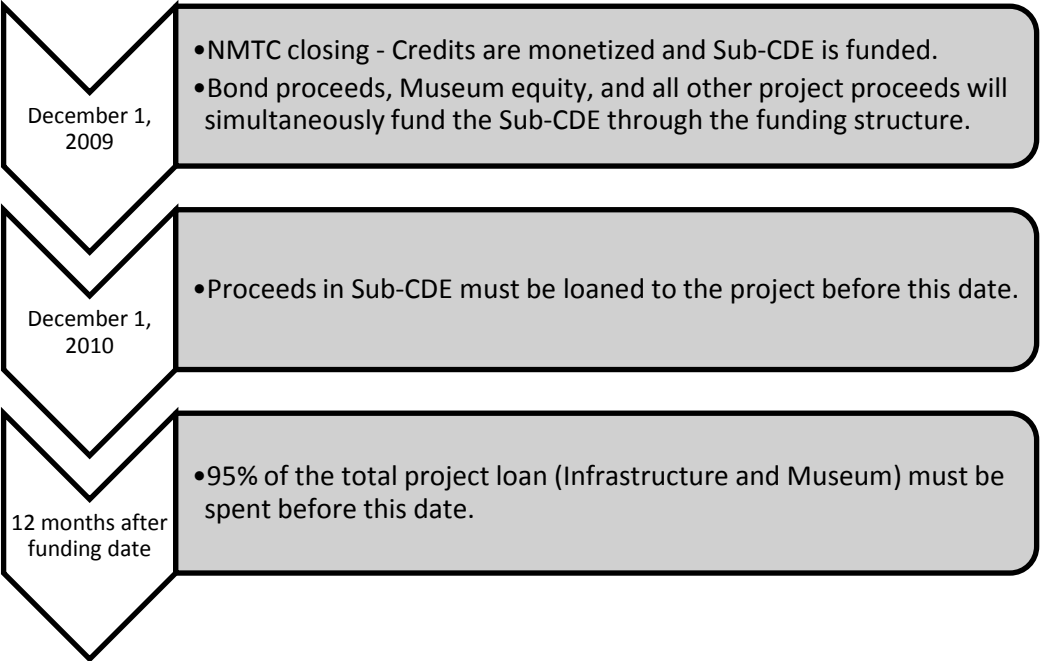 December 1,
2009
•NMTC closing - Credits are monetized and Sub-CDE is funded.
•Bond proceeds, Museum equity, and all other project proceeds will
simultaneously fund the Sub-CDE through the funding structure.
December 1,
2010
•Proceeds in Sub-CDE must be loaned to the project before this date.
12 months after
funding date
•95% of the total project loan (Infrastructure and Museum) must be
spent before this date.